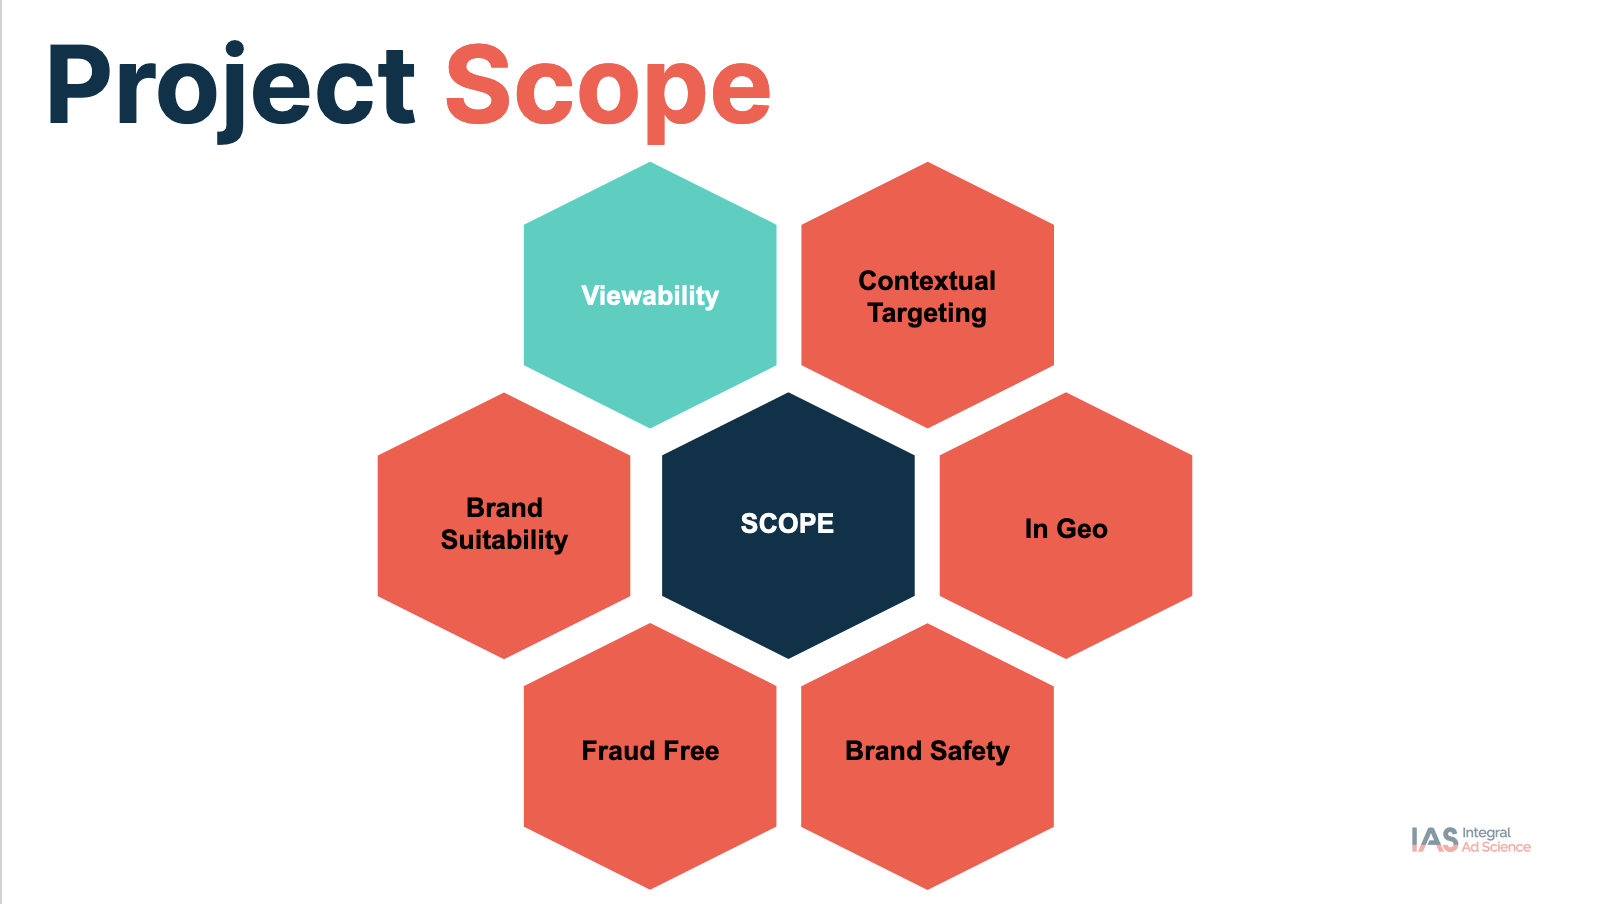 Project Scope
Viewability
Contextual
Targeting
Brand
Suitability
SCOPE
In Geo
Fraud Free
Brand Safety
IAS Integral
Ad Science